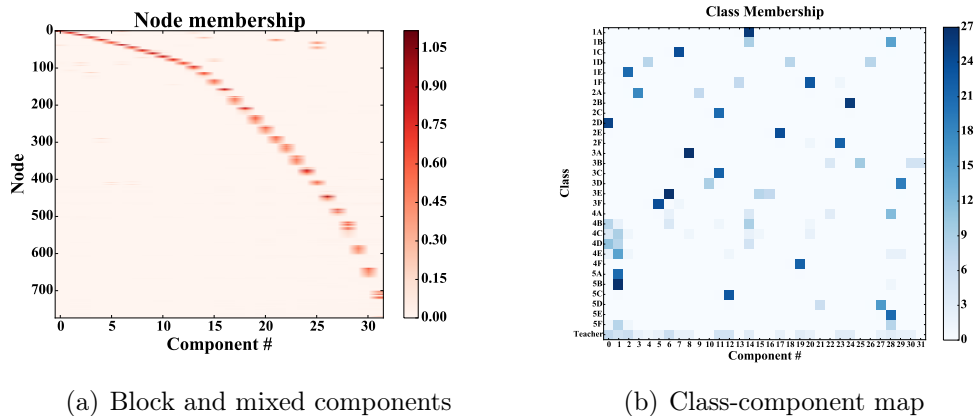 Node membership
0
100
200
300
400
500
600
700
Node
0 5 10 15 20 25 30
Component #
1.05
0.90
0.75
0.60
0.45
0.30
0.15
0.00
(a) Block and mixed components
Class Membership
1A
1B
1C
1D
1E
1F
2A
2B
2C
2D
2E
2F
3A
3B
3C
3D
3E
3F
4A
4B
4C
4D
4E
4F
5A
5B
5C
5D
5E
5F
Teacher
Class
0 1 2 3 4 5 6 7 8 9 10 11 12 13 14 15 16 17 18 19 20 21 22 23 24 25 26 27 28 29 30 31
Component #
27
24
21
18
15
12
9
6
3
0
(b) Class-component map